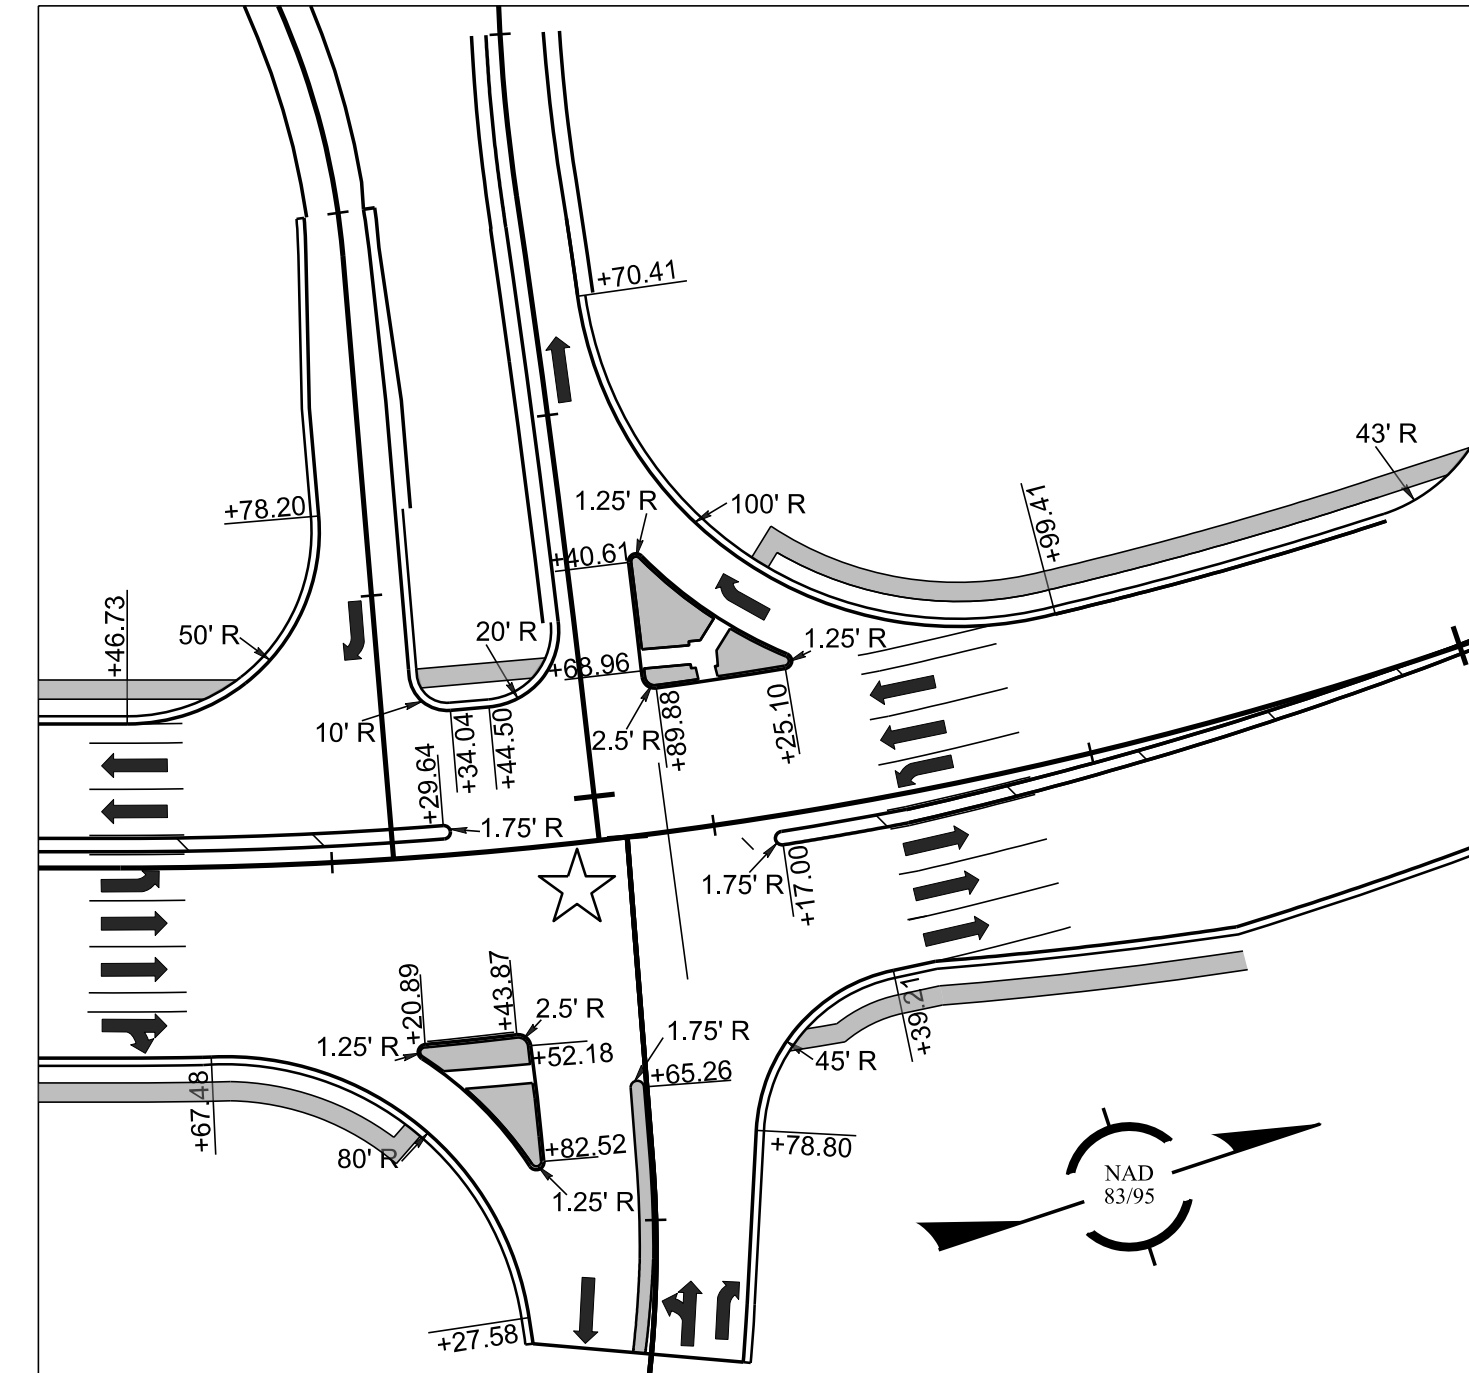 +70.41
43' R
1.25' R
100' R
+78.20
+99.41
+40.61
+46.73
50' R
20' R
1.25' R
+68.96
10' R
+34.04
+44.50
2.5' R
+89.88
+25.10
+29.64
1.75' R
1.75' R
+17.00
+20.89
+43.87
2.5' R
1.75' R
+39.21
1.25' R
+52.18
45' R
+65.26
+67.48
80' R
+82.52
+78.80
1.25' R
NAD
83/95
+27.58